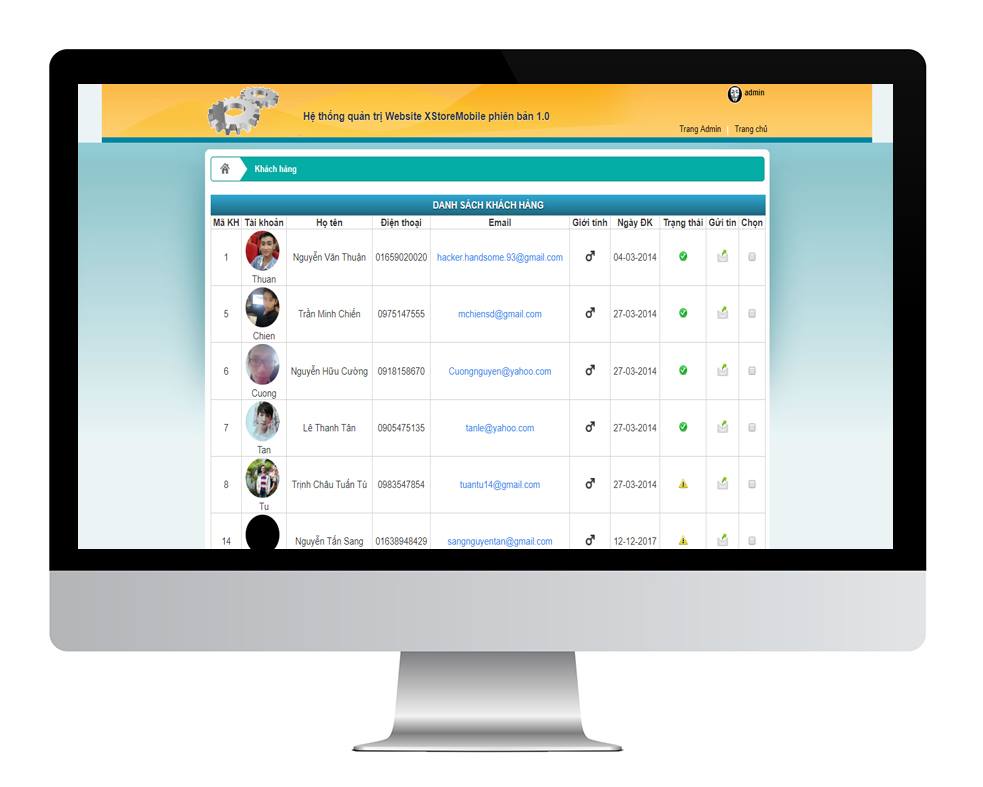 admin
Hệ thống quản trị Website XStoreMobile phiên bản 1.0
Trang Admin Trang chủ
Khách hàng
DANH SÁCH KHÁCH HÀNG
Mã KH Tài khoản Họ tên Điện thoại Email Giới tính Ngày ĐK Trạng thái Gửi tin Chọn
1 Nguyễn Văn Thuận 01659020020 hacker.handsome.93@gmail.com 04-03-2014
Thuan
5 Trần Minh Chiến 0975147555 mchiensd@gmail.com 27-03-2014
Chien
6 Nguyễn Hữu Cường 0918158670 Cuongnguyen@yahoo.com 27-03-2014
Cuong
7 Lê Thanh Tân 0905475135 tanle@yahoo.com 27-03-2014
Tan
8 Trịnh Châu Tuấn Tú 0983547854 tuantu14@gmail.com 27-03-2014
Tu
14 Nguyễn Tấn Sang 01638948429 sangnguyentan@gmail.com 12-12-2017